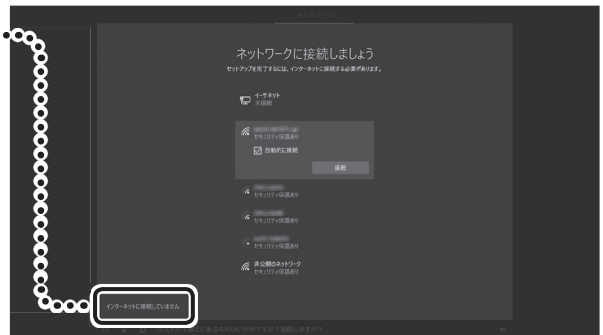 ネットワークに接続しましょう
セットアップを完了するには、インターネットに接続する必要があります。
イーサネット
未接続
セキュリティ保護あり
自動的に接続
接続
セキュリティ保護あり
セキュリティ保護あり
セキュリティ保護あり
非公開のネットワーク
セキュリティ保護あり
インターネットに接続していません